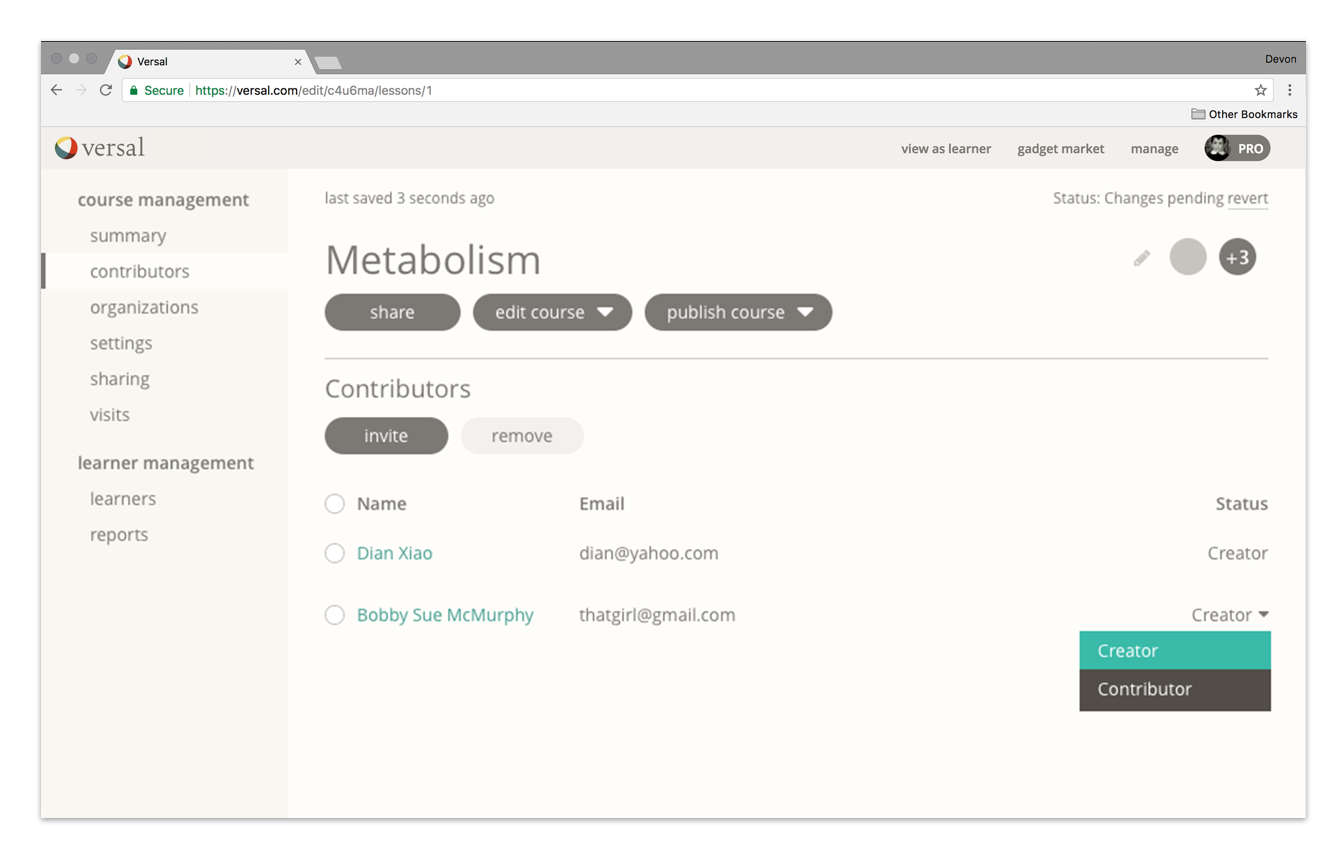 Versal
Devon
Secure https://versal.com/edit/c4u6ma/lessons/1
Other Bookmarks
versal
view as learner gadget market manage PRO
course management
summary
contributors
organizations
settings
sharing
visits
learner management
learners
reports
last saved 3 seconds ago
Status: Changes pending revert
Metabolism
+3
share edit course publish course
Contributors
invite remove
Name Email Status
Dian Xiao dian@yahoo.com Creator
Bobby Sue McMurphy thatgirl@gmail.com Creator
Creator
Contributor